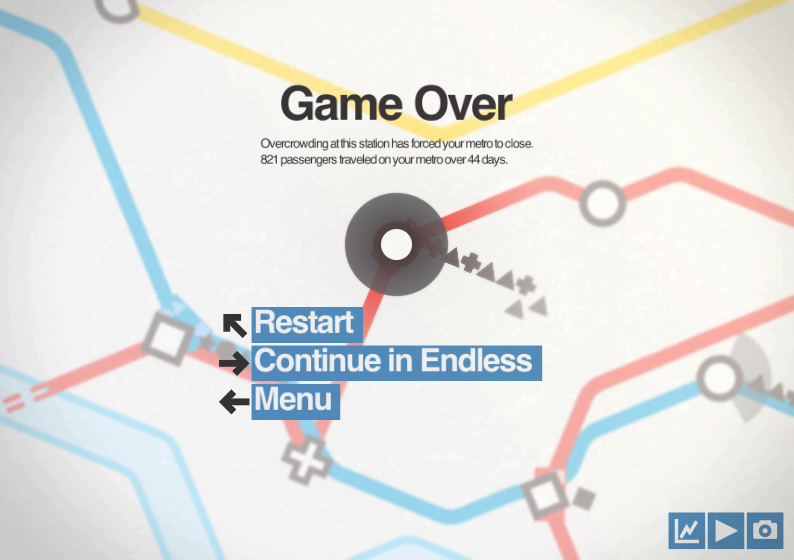 Game Over
Overcrowding at this station has forced your metro to close.
821 passengers traveled on your metro over 44 days.
Restart
Continue in Endless
Menu